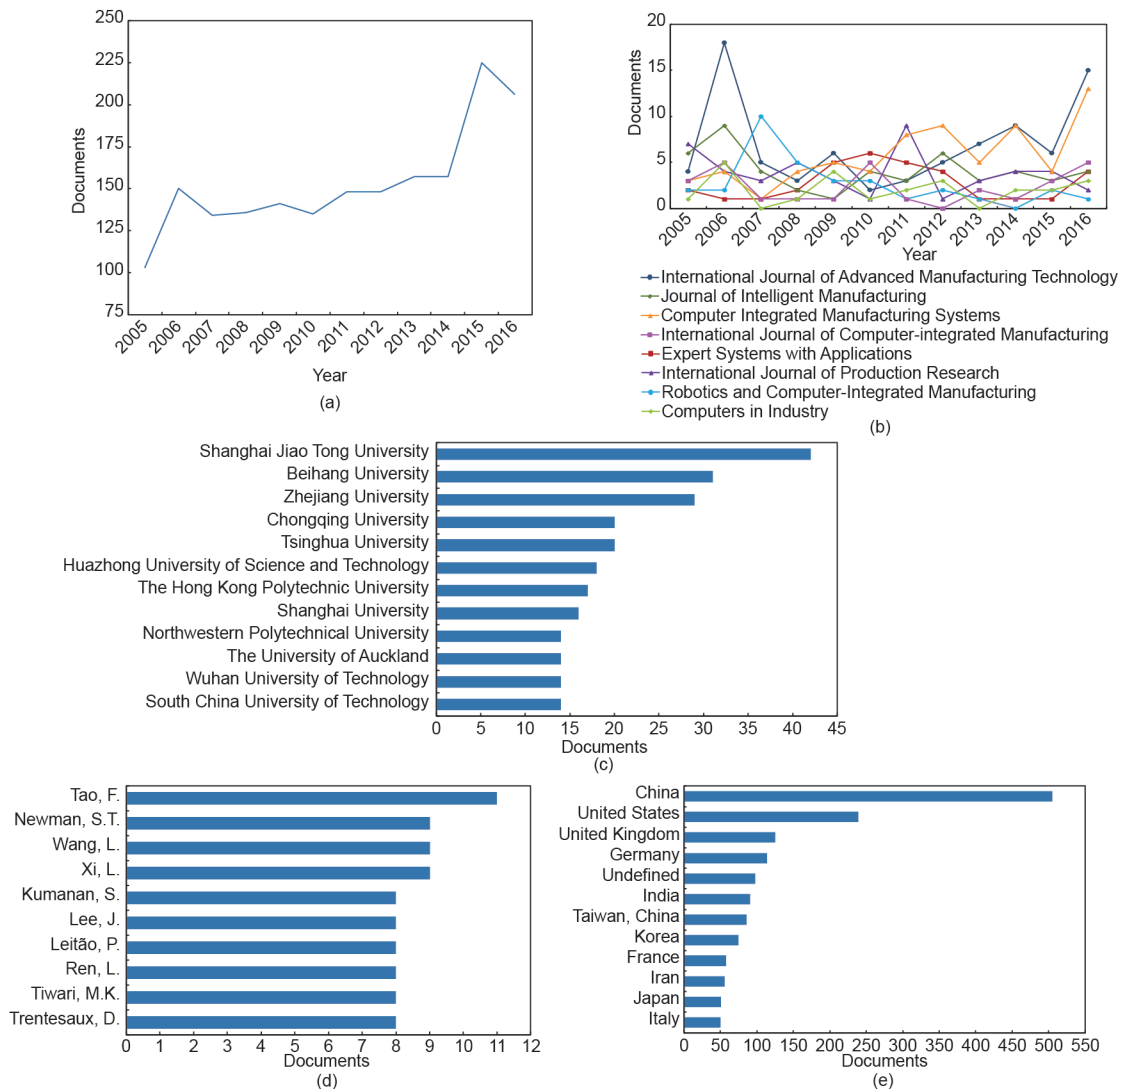 250
225
200
175
150
125
100
75
Documents
2005
2006
2007
2008
2009
2010
2011
2012
2013
2014
2015
2016
Year
(a)
20
15
10
5
0
Documents
2005
2006
2007
2008
2009
2010
2011
2012
2013
2014
2015
2016
Year
International Journal of Advanced Manufacturing Technology
Journal of Intelligent Manufacturing
Computer Integrated Manufacturing Systems
International Journal of Computer-integrated Manufacturing
Expert Systems with Applications
International Journal of Production Research
Robotics and Computer-Integrated Manufacturing
Computers in Industry
(b)
Shanghai Jiao Tong University
Beihang University
Zhejiang University
Chongqing University
Tsinghua University
Huazhong University of Science and Technology
The Hong Kong Polytechnic University
Shanghai University
Northwestern Polytechnical University
The University of Auckland
Wuhan University of Technology
South China University of Technology
0 5 10 15 20 25 30 35 40 45
Documents
(c)
Tao, F.
Newman, S.T.
Wang, L.
Xi, L.
Kumanan, S.
Lee, J.
Leitão, P.
Ren, L.
Tiwari, M.K.
Trentesaux, D.
0 1 2 3 4 5 6 7 8 9 10 11 12
Documents
(d)
China
United States
United Kingdom
Germany
Undefined
India
Taiwan, China
Korea
France
Iran
Japan
Italy
0 50 100 150 200 250 300 350 400 450 500 550
Documents
(e)